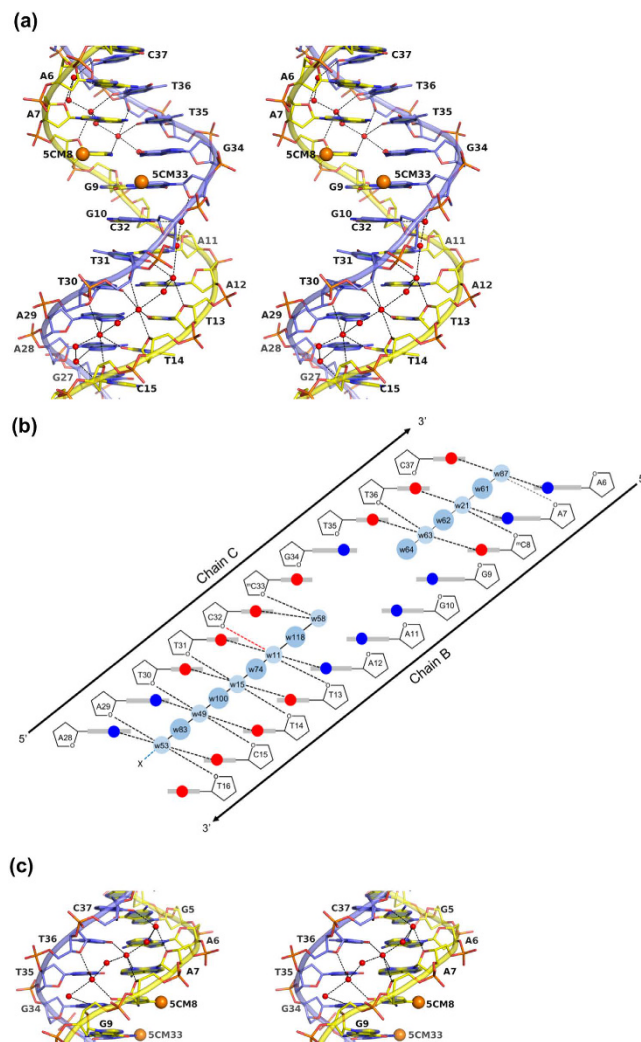 (a)
C37
A6
T36
A7
T35
5CM8
G34
5CM33
G9
G10
C32
A11
T31
T30
A12
A29
T13
A28
T14
G27
C15
C37
A6
T36
A7
T35
5CM8
G34
5CM33
G9
G10
C32
A11
T31
T30
A12
A29
T13
A28
T14
G27
C15
(b)
3'
5'
Chain C
Chain B
C37
w87
A6
w61
T36
w21
A7
w62
T35
w63
mC8
w64
G34
G9
mC33
w58
G10
C32
w118
A11
T31
w11
A12
w74
T30
w15
T13
w100
A29
w49
T14
w83
A28
w53
C15
X
T16
5'
3'
(c)
C37
G5
T36
A6
T35
A7
G34
5CM8
G9
5CM33
C37
G5
T36
A6
T35
A7
G34
5CM8
G9
5CM33